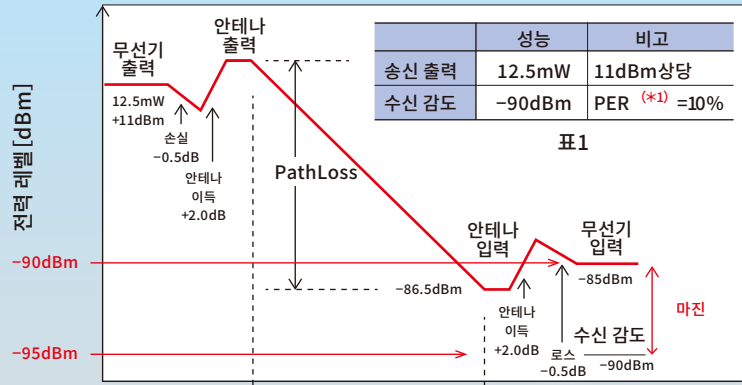 전력 레벨[dBm]
무선기
출력
12.5mW
+11dBm
손실
−0.5dB
안테나
출력
안테나
이득
+2.0dB
PathLoss
성능
비고
송신 출력
12.5mW
11dBm상당
수신 감도
−90dBm
PER (*1) =10%
표1
안테나
입력
무선기
입력
−90dBm
−86.5dBm
−85dBm
마진
안테나
이득
+2.0dB
로스
−0.5dB
수신 감도
−90dBm
−95dBm